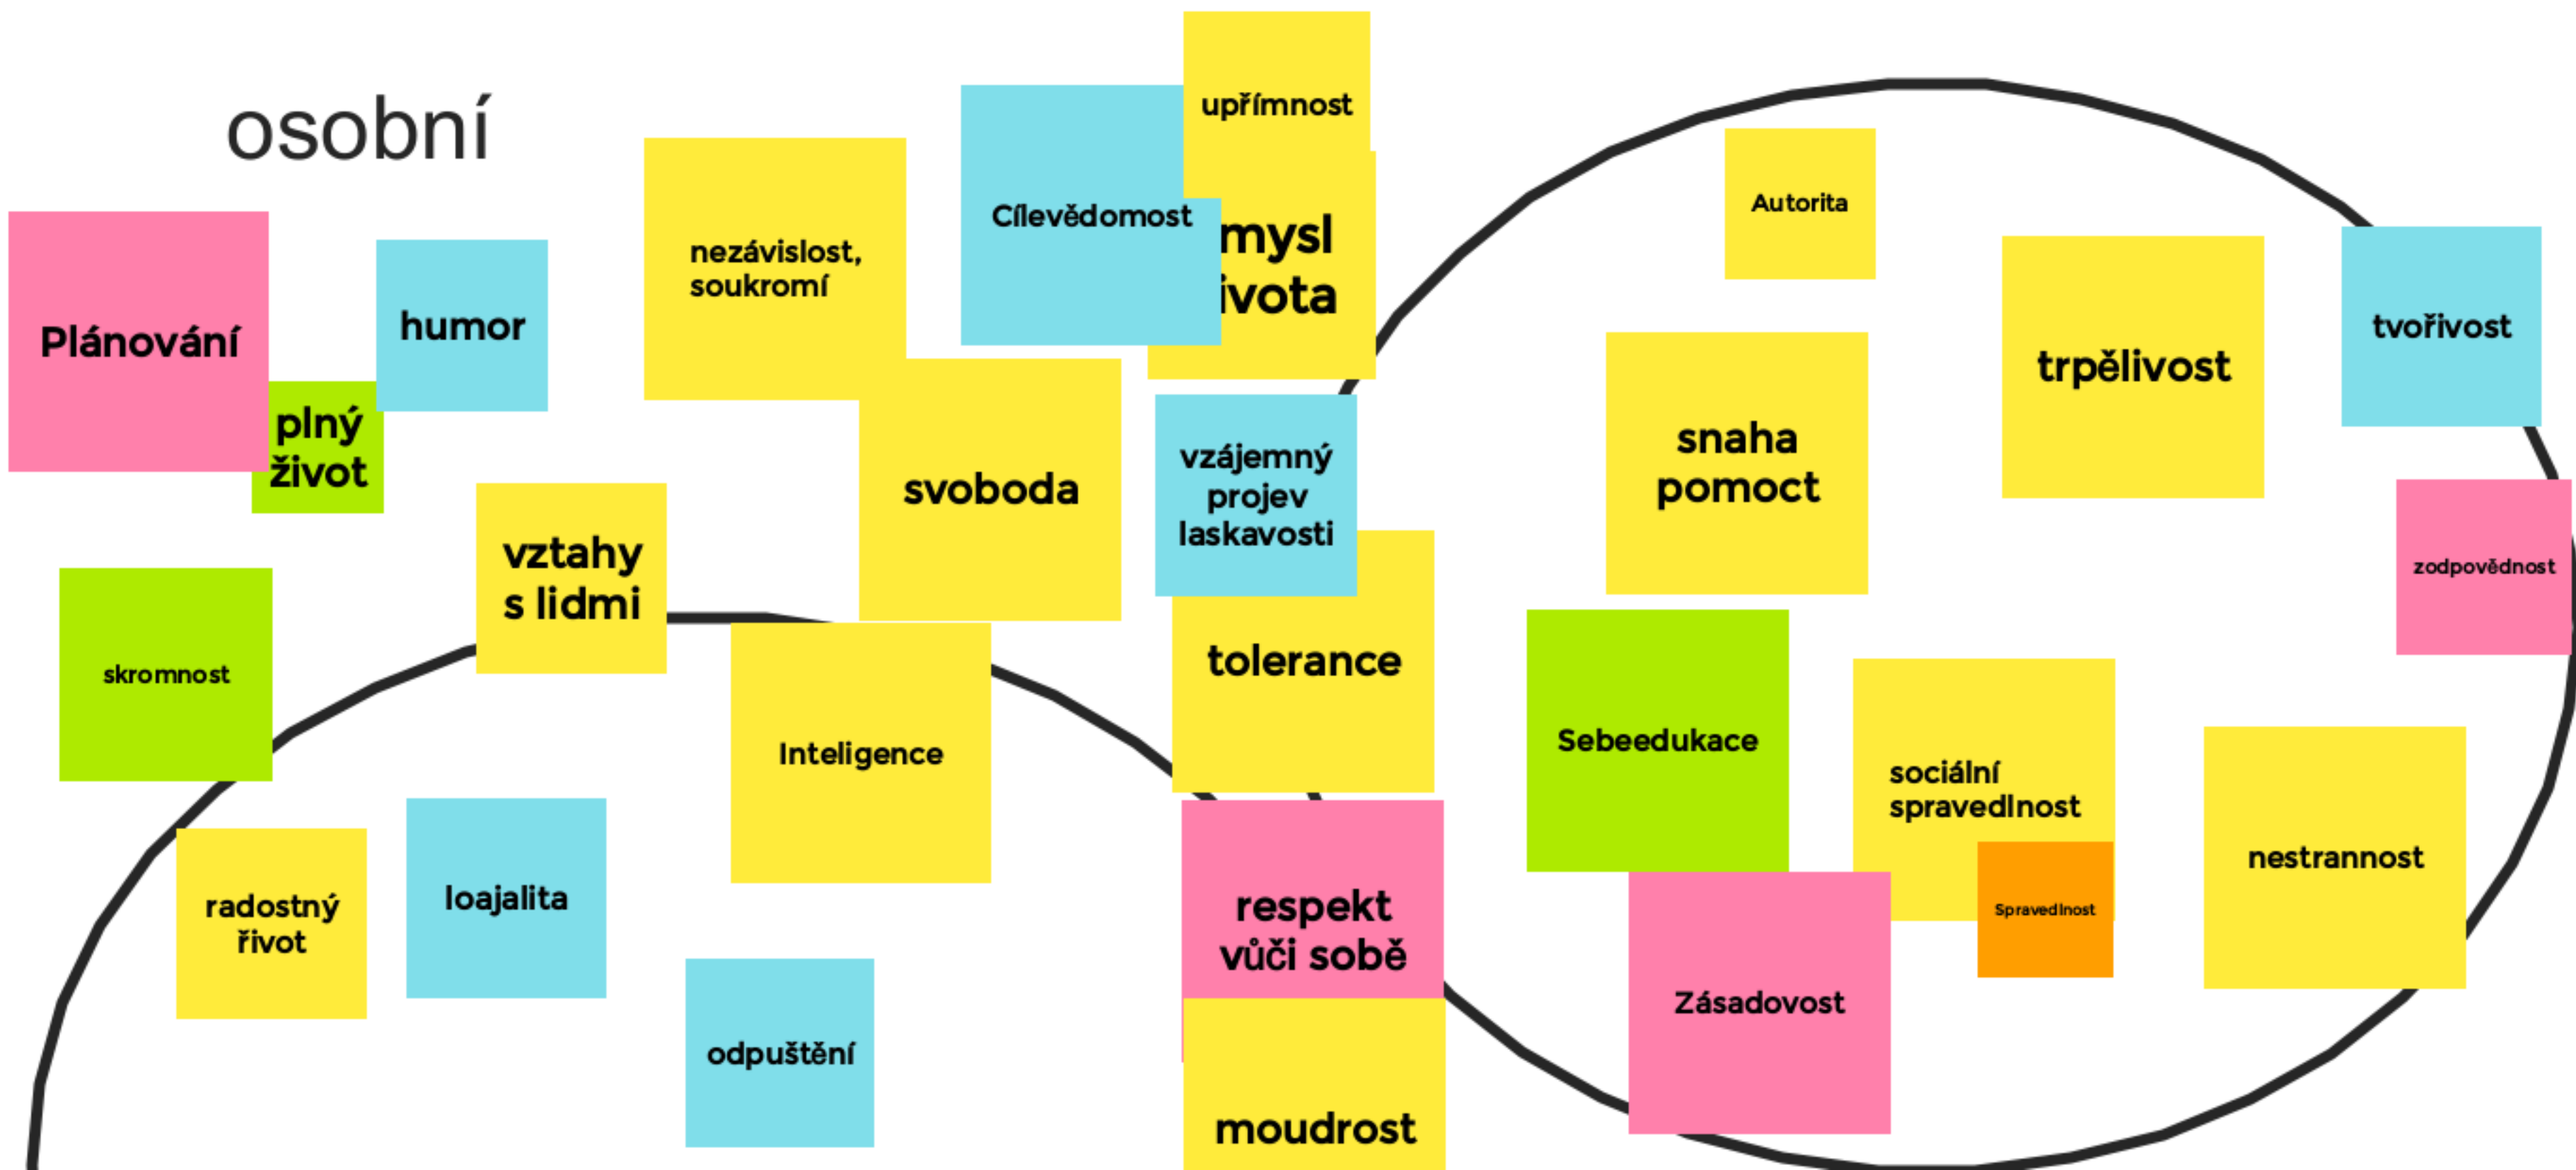 osobní
upřímnost
Cílevědomost
mysl
ivota
nezávislost,
soukromí
Autorita
Plánování
humor
tvořivost
trpělivost
plný
život
snaha
pomoct
svoboda
vzájemný
projev
laskavosti
vztahy
s lidmi
zodpovědnost
skromnost
tolerance
Inteligence
Sebeedukace
sociální
spravedlnost
nestrannost
radostný
řivot
loajalita
respekt
vůči sobě
Spravedlnost
Zásadovost
odpuštění
moudrost